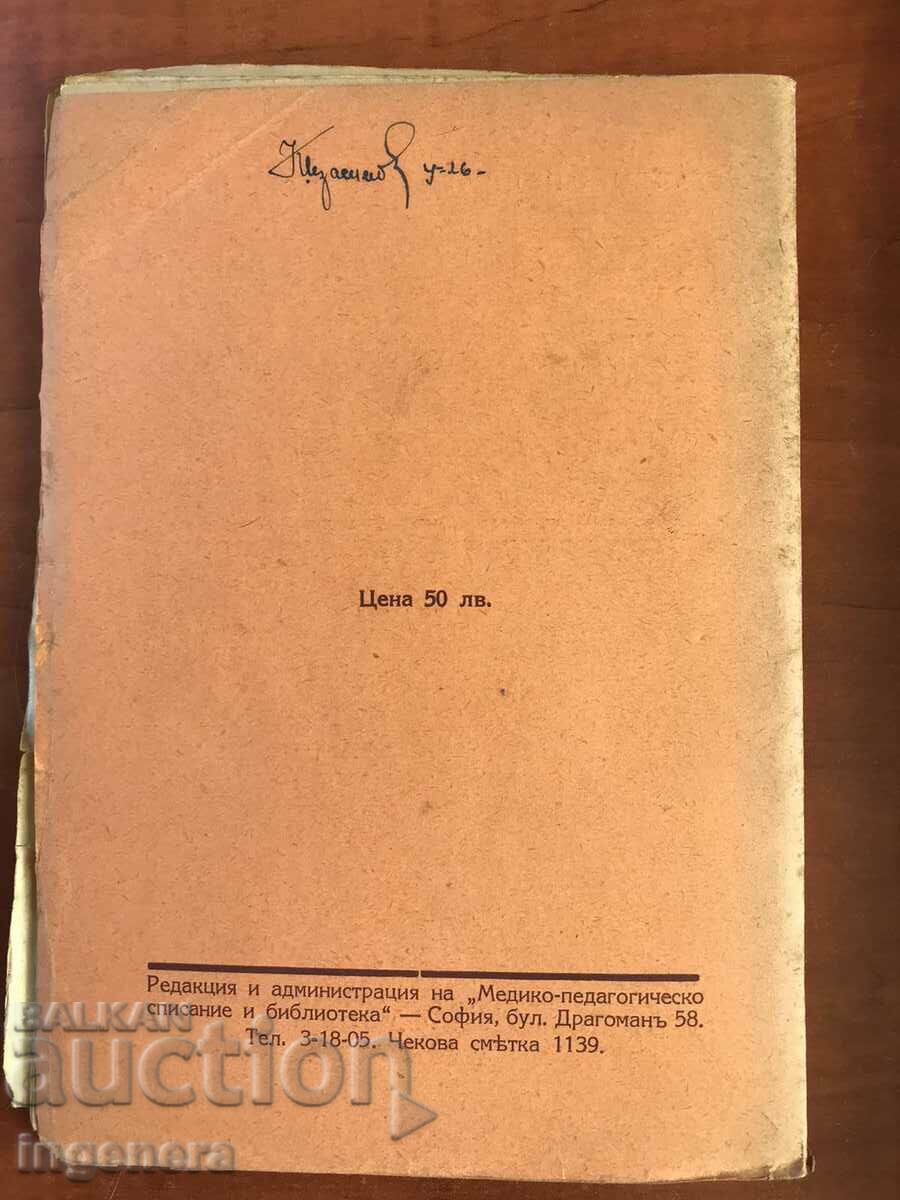 Цена 50 лв.
Редакция и администрация на „Медико-педагогическо
списание и библиотека“ — София, бул. Драгоманъ 58.
Тел. 3-18-05. Чекова смѣтка 1139.
BALKAN
auction
ingenera